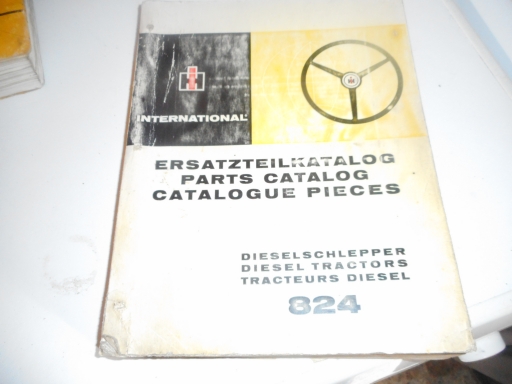 INTERNATIONAL
ERSATZTEILKATALOG
PARTS CATALOG
CATALOGUE PIECES
DIESELSCHLEPPER
DIESEL TRACTORS
TRACTEURS DIESEL
824